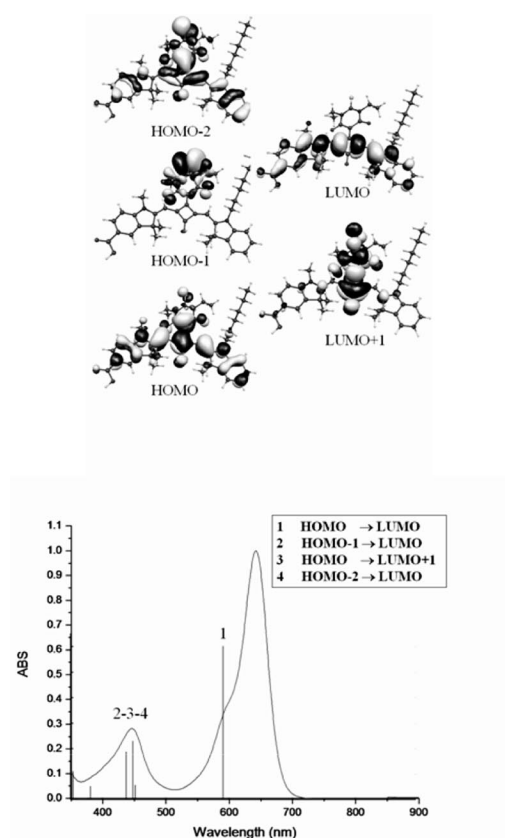 HOMO-2
LUMO
HOMO-1
LUMO+1
HOMO
1 HOMO → LUMO
2 HOMO-1 → LUMO
3 HOMO → LUMO+1
4 HOMO-2 → LUMO
1.1
1.0
0.9
0.8
0.7
0.6
0.5
0.4
0.3
0.2
0.1
0.0
ABS
1
2-3-4
400 500 600 700 800 900
Wavelength (nm)